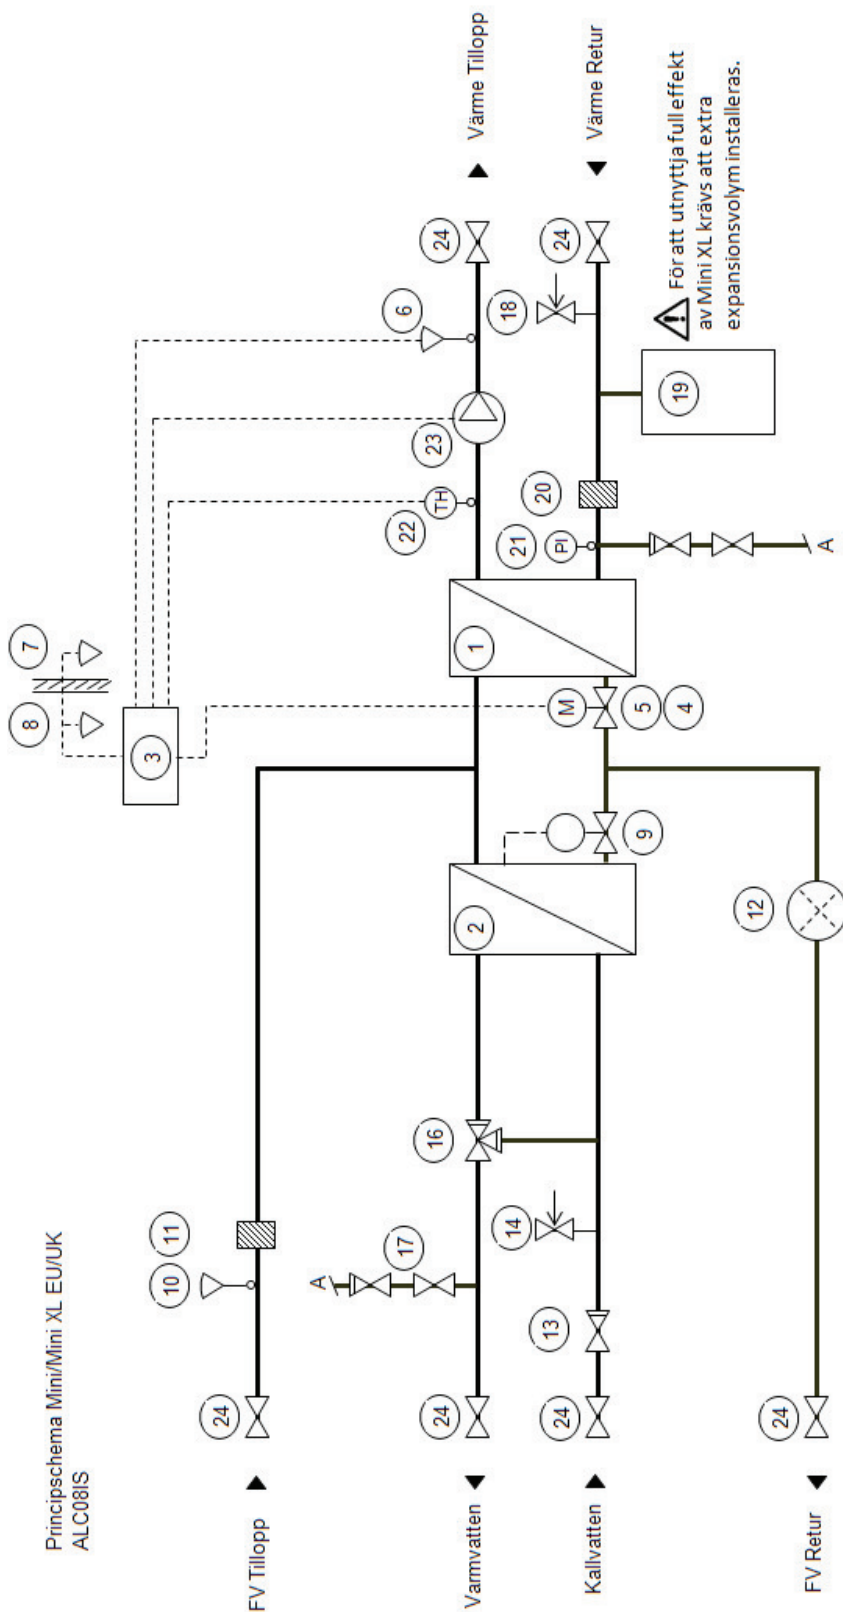 Principschema Mini/Mini XL EU/UK
ALC08IS
8
7
3
10
11
22
23
6
24
FV Tillopp
24
Värme Tillopp
TH
A
17
16
2
1
24
Varmvatten
24
Värme Retur
18
14
13
24
Kallvatten
M
9
5
4
PI
21
20
19
A
För att utnyttja full effekt
av Mini XL krävs att extra
expansionsvolym installeras.
12
24
FV Retur